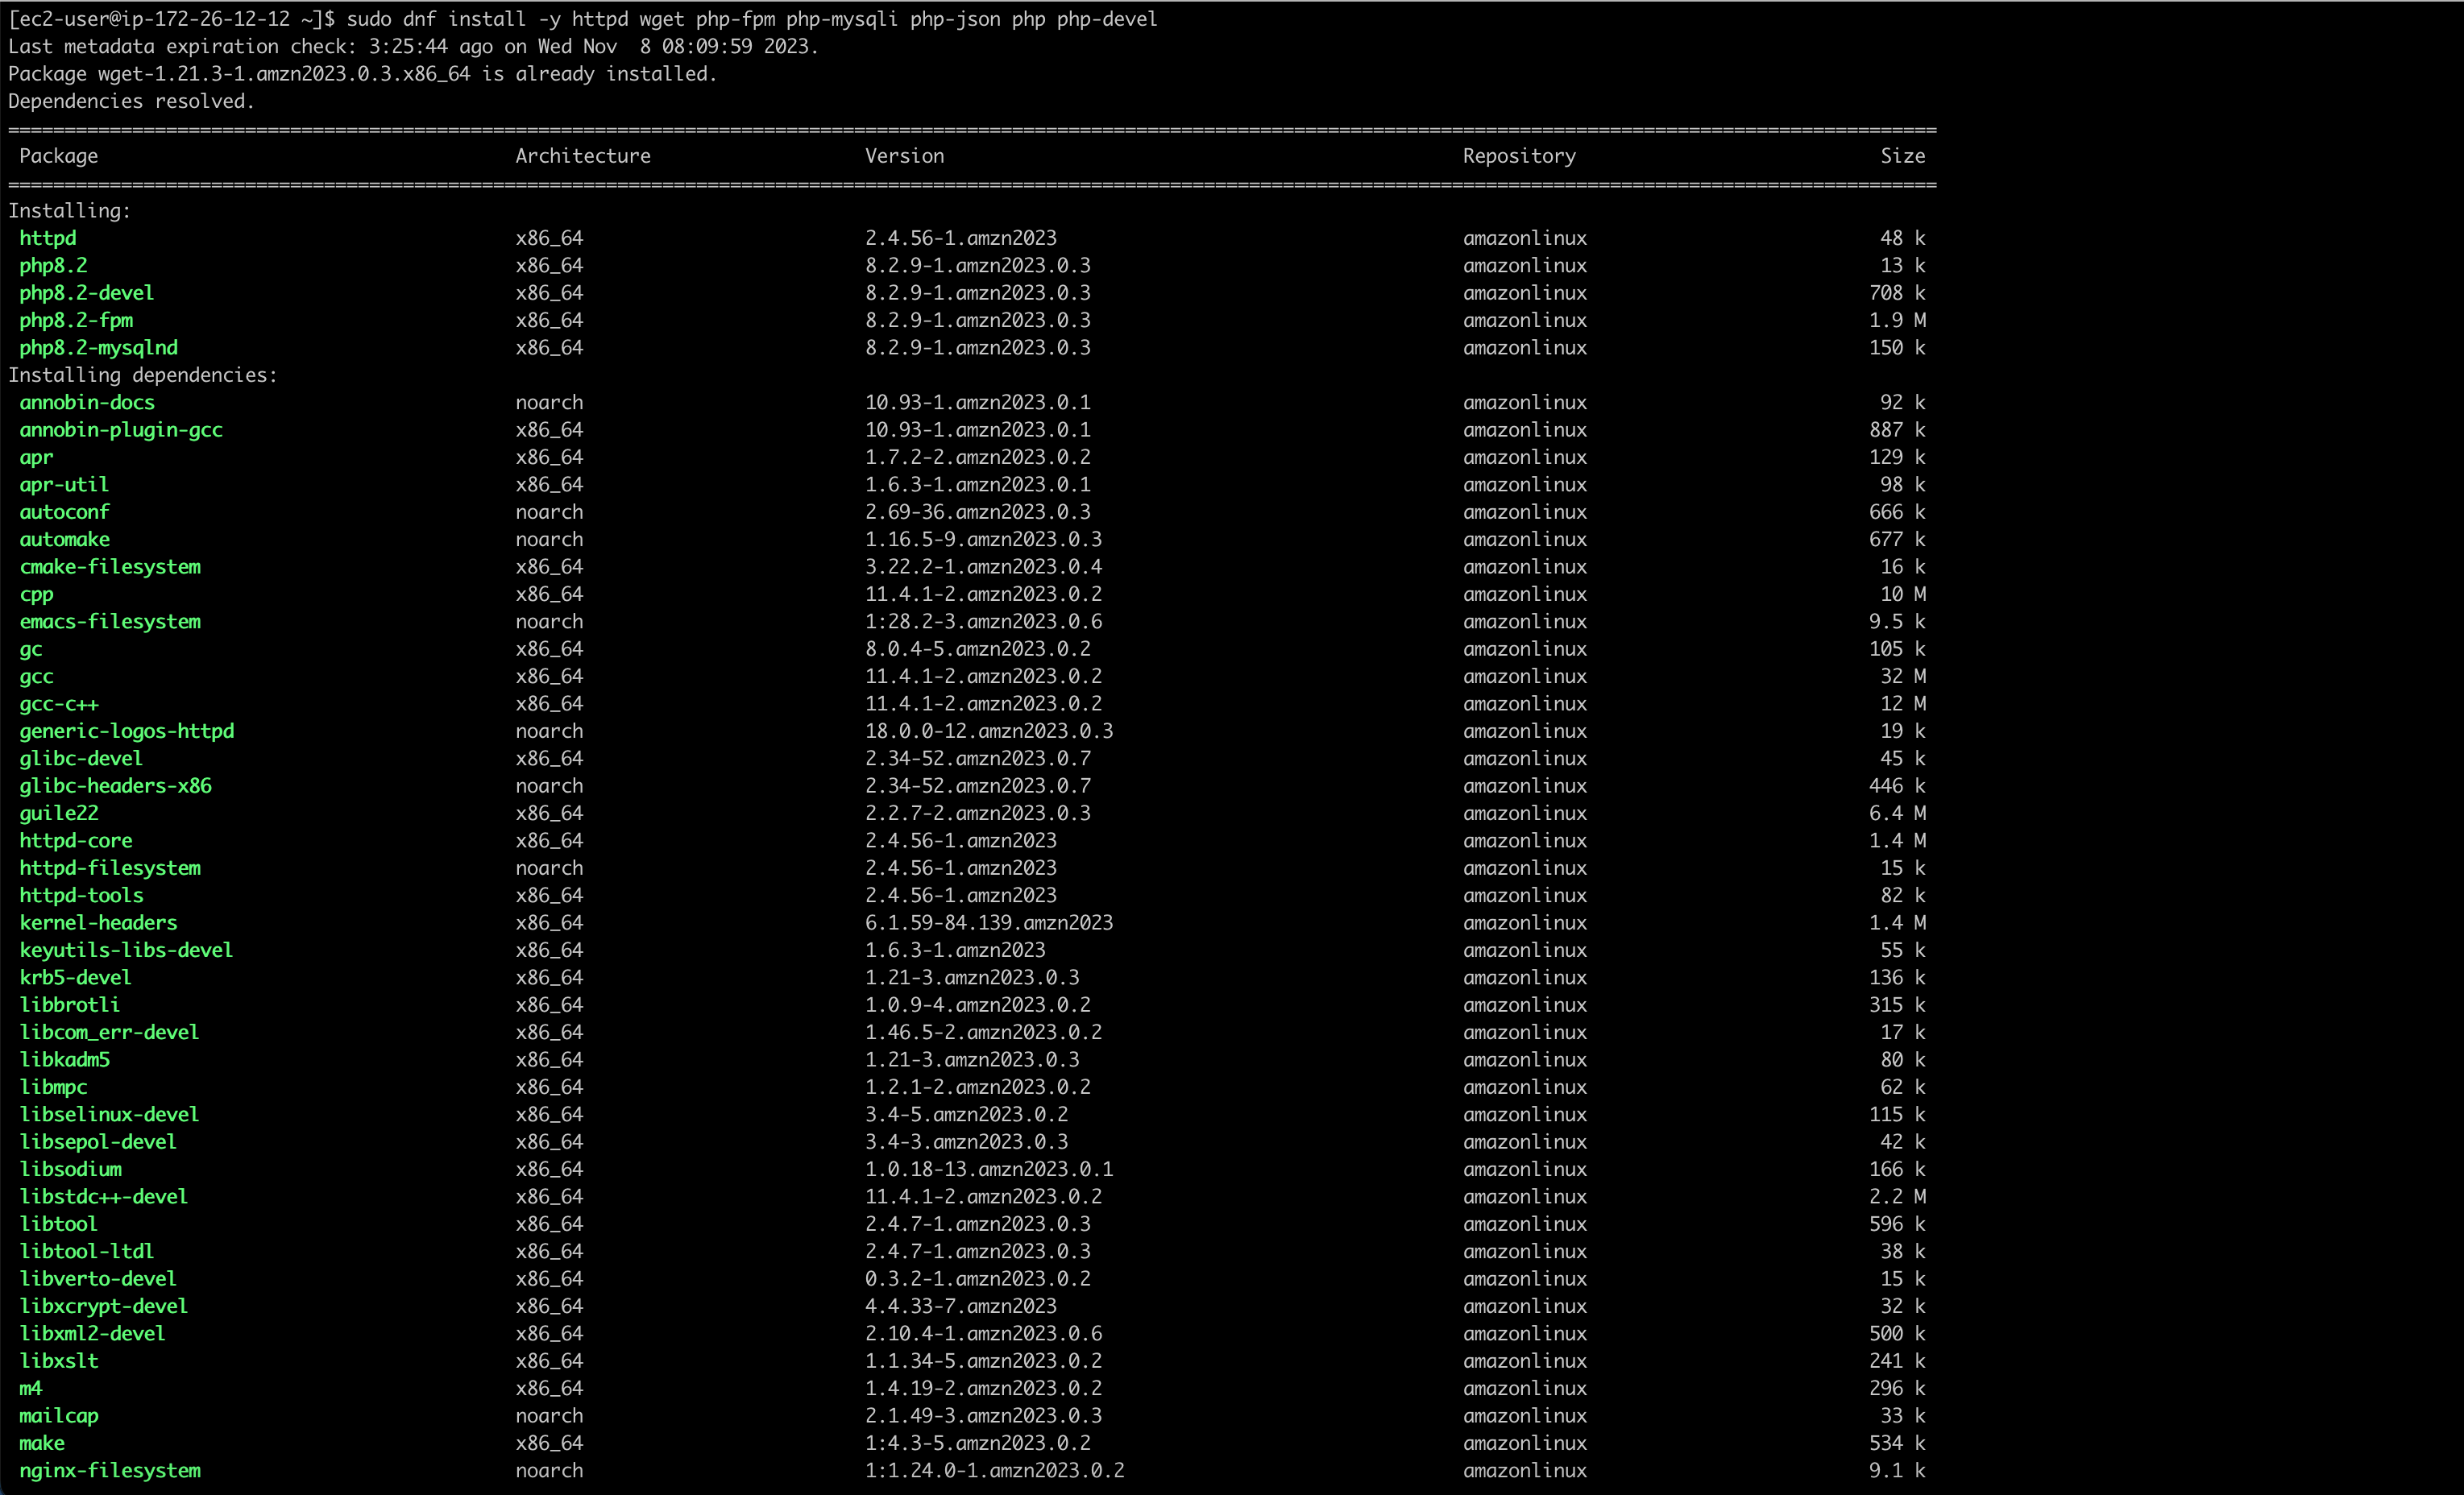 [ec2-user@ip-172-26-12-12 ~]$ sudo dnf install -y httpd wget php-fpm php-mysqli php-json php php-devel
Last metadata expiration check: 3:25:44 ago on Wed Nov  8 08:09:59 2023.
Package wget-1.21.3-1.amzn2023.0.3.x86_64 is already installed.
Dependencies resolved.
================================================================================
Package Architecture Version Repository Size
================================================================================
Installing:
httpd x86_64 2.4.56-1.amzn2023 amazonlinux 48 k
php8.2 x86_64 8.2.9-1.amzn2023.0.3 amazonlinux 13 k
php8.2-devel x86_64 8.2.9-1.amzn2023.0.3 amazonlinux 708 k
php8.2-fpm x86_64 8.2.9-1.amzn2023.0.3 amazonlinux 1.9 M
php8.2-mysqlnd x86_64 8.2.9-1.amzn2023.0.3 amazonlinux 150 k
Installing dependencies:
annobin-docs noarch 10.93-1.amzn2023.0.1 amazonlinux 92 k
annobin-plugin-gcc x86_64 10.93-1.amzn2023.0.1 amazonlinux 887 k
apr x86_64 1.7.2-2.amzn2023.0.2 amazonlinux 129 k
apr-util x86_64 1.6.3-1.amzn2023.0.1 amazonlinux 98 k
autoconf noarch 2.69-36.amzn2023.0.3 amazonlinux 666 k
automake noarch 1.16.5-9.amzn2023.0.3 amazonlinux 677 k
cmake-filesystem x86_64 3.22.2-1.amzn2023.0.4 amazonlinux 16 k
cpp x86_64 11.4.1-2.amzn2023.0.2 amazonlinux 10 M
emacs-filesystem noarch 1:28.2-3.amzn2023.0.6 amazonlinux 9.5 k
gc x86_64 8.0.4-5.amzn2023.0.2 amazonlinux 105 k
gcc x86_64 11.4.1-2.amzn2023.0.2 amazonlinux 32 M
gcc-c++ x86_64 11.4.1-2.amzn2023.0.2 amazonlinux 12 M
generic-logos-httpd noarch 18.0.0-12.amzn2023.0.3 amazonlinux 19 k
glibc-devel x86_64 2.34-52.amzn2023.0.7 amazonlinux 45 k
glibc-headers-x86 noarch 2.34-52.amzn2023.0.7 amazonlinux 446 k
guile22 x86_64 2.2.7-2.amzn2023.0.3 amazonlinux 6.4 M
httpd-core x86_64 2.4.56-1.amzn2023 amazonlinux 1.4 M
httpd-filesystem noarch 2.4.56-1.amzn2023 amazonlinux 15 k
httpd-tools x86_64 2.4.56-1.amzn2023 amazonlinux 82 k
kernel-headers x86_64 6.1.59-84.139.amzn2023 amazonlinux 1.4 M
keyutils-libs-devel x86_64 1.6.3-1.amzn2023 amazonlinux 55 k
krb5-devel x86_64 1.21-3.amzn2023.0.3 amazonlinux 136 k
libbrotli x86_64 1.0.9-4.amzn2023.0.2 amazonlinux 315 k
libcom_err-devel x86_64 1.46.5-2.amzn2023.0.2 amazonlinux 17 k
libkadm5 x86_64 1.21-3.amzn2023.0.3 amazonlinux 80 k
libmpc x86_64 1.2.1-2.amzn2023.0.2 amazonlinux 62 k
libselinux-devel x86_64 3.4-5.amzn2023.0.2 amazonlinux 115 k
libsepol-devel x86_64 3.4-3.amzn2023.0.3 amazonlinux 42 k
libsodium x86_64 1.0.18-13.amzn2023.0.1 amazonlinux 166 k
libstdc++-devel x86_64 11.4.1-2.amzn2023.0.2 amazonlinux 2.2 M
libtool x86_64 2.4.7-1.amzn2023.0.3 amazonlinux 596 k
libtool-ltdl x86_64 2.4.7-1.amzn2023.0.3 amazonlinux 38 k
libverto-devel x86_64 0.3.2-1.amzn2023.0.2 amazonlinux 15 k
libxcrypt-devel x86_64 4.4.33-7.amzn2023 amazonlinux 32 k
libxml2-devel x86_64 2.10.4-1.amzn2023.0.6 amazonlinux 500 k
libxslt x86_64 1.1.34-5.amzn2023.0.2 amazonlinux 241 k
m4 x86_64 1.4.19-2.amzn2023.0.2 amazonlinux 296 k
mailcap noarch 2.1.49-3.amzn2023.0.3 amazonlinux 33 k
make x86_64 1:4.3-5.amzn2023.0.2 amazonlinux 534 k
nginx-filesystem noarch 1:1.24.0-1.amzn2023.0.2 amazonlinux 9.1 k